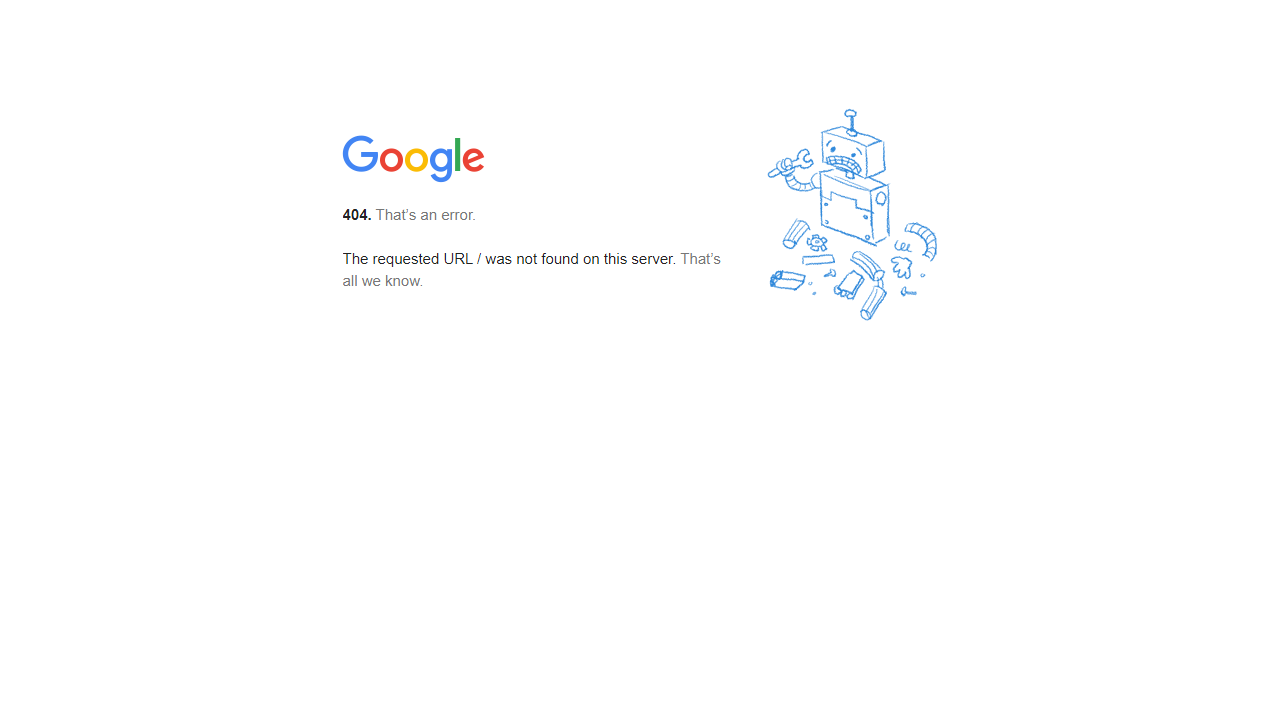 Google
404. That’s an error.
The requested URL / was not found on this server. That’s
all we know.